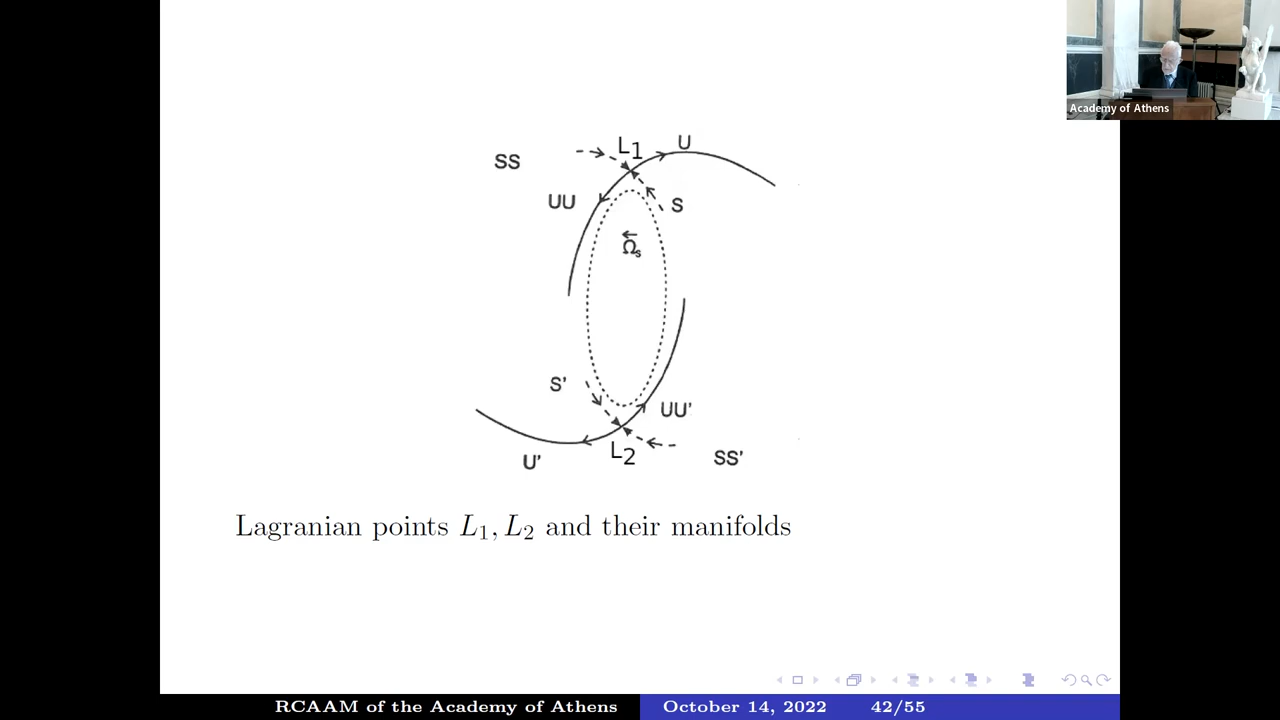 Academy of Athens
L1
U
SS
UU
S
Ωs
S'
UU'
L2
U'
SS'
Lagranian points L1, L2 and their manifolds
RCAAM of the Academy of Athens October 14, 2022 42/55